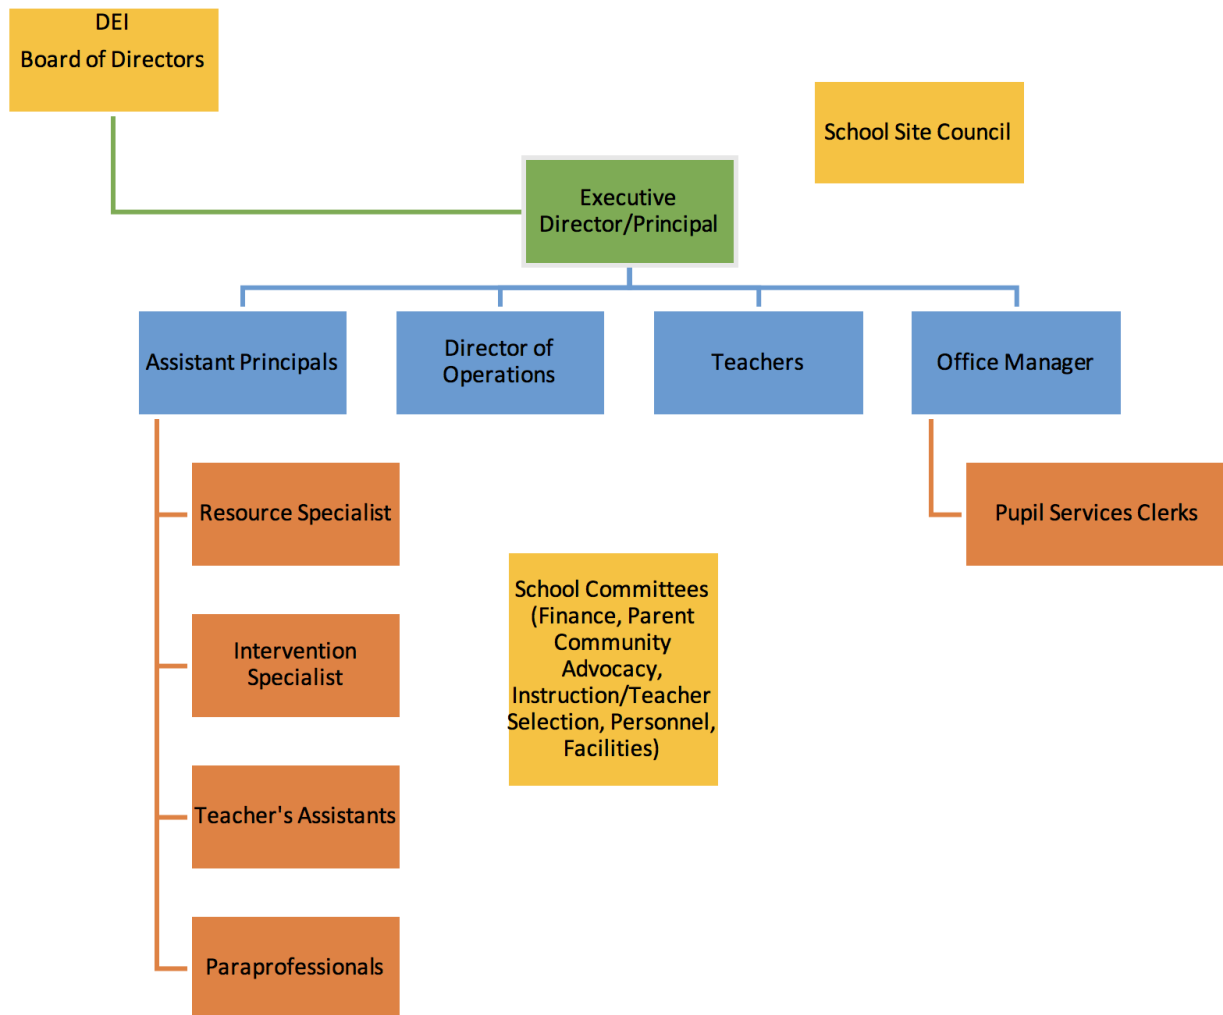 DEI
Board of Directors
School Site Council
Executive
Director/Principal
Assistant Principals
Director of
Operations
Teachers
Office Manager
Resource Specialist
Pupil Services Clerks
School Committees
(Finance, Parent
Community
Advocacy,
Instruction/Teacher
Selection, Personnel,
Facilities)
Intervention
Specialist
Teacher's Assistants
Paraprofessionals